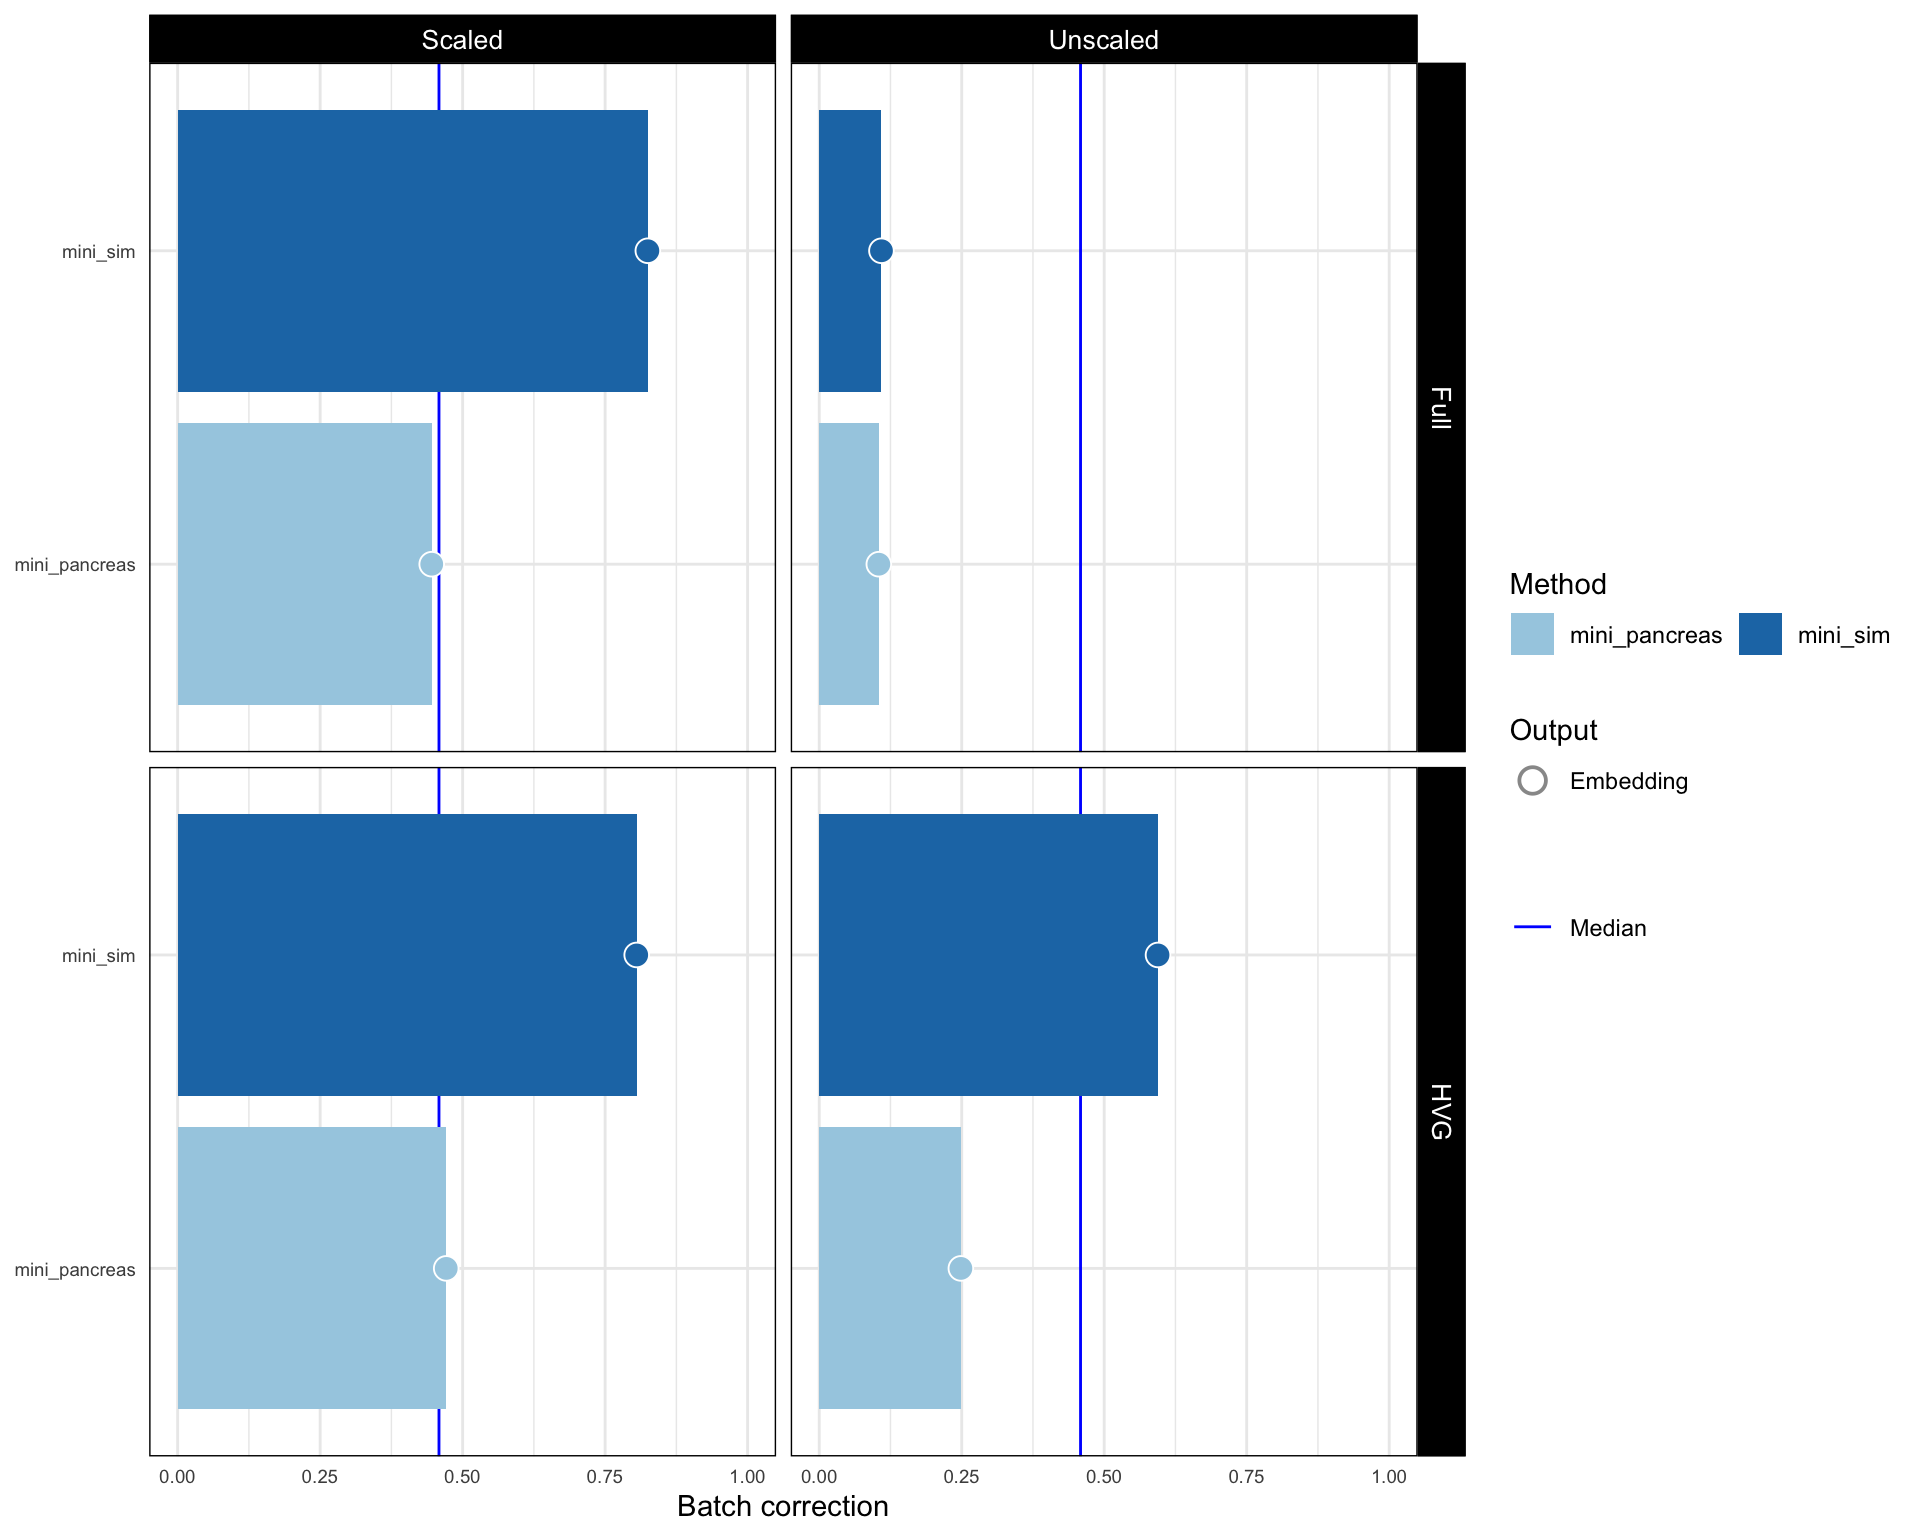 Scaled
Unscaled
Full
mini_sim
mini_pancreas
HVG
mini_sim
mini_pancreas
0.00 0.25 0.50 0.75 1.00
0.00 0.25 0.50 0.75 1.00
Batch correction
Method
mini_pancreas mini_sim
Output
Embedding
Median